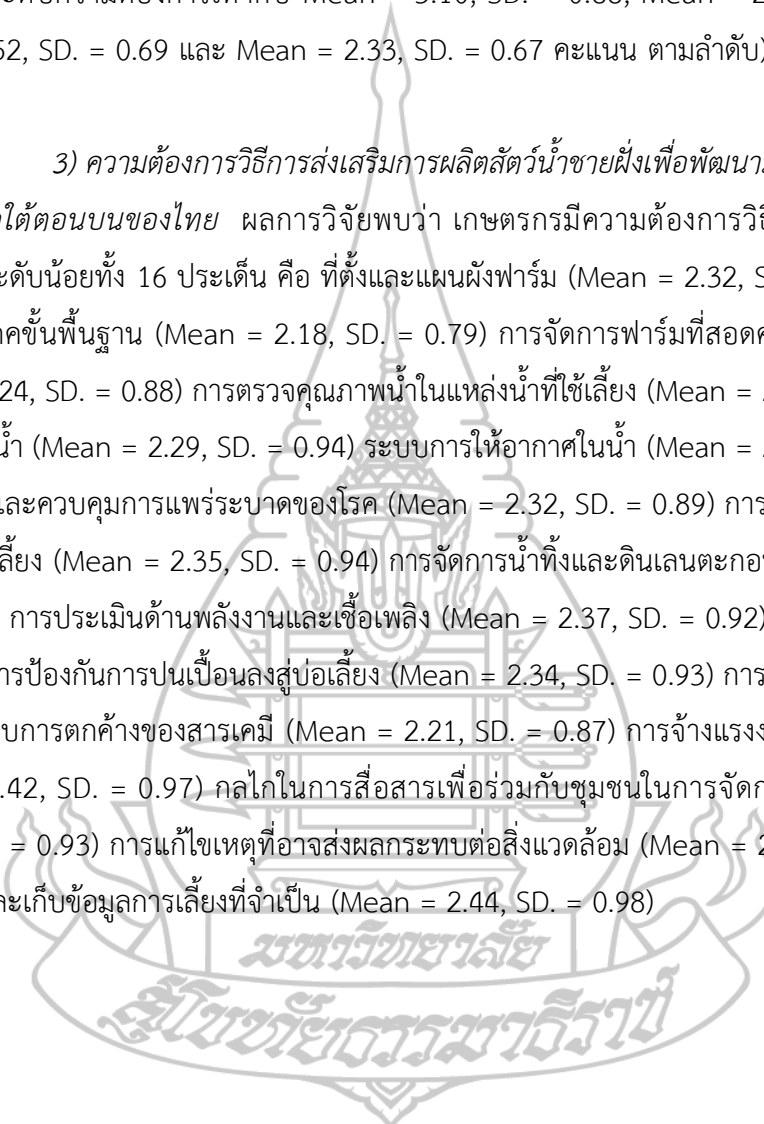 Mean = 2
52, SD. = 0.69 และ Mean = 2.33, SD. = 0.67 คะแนน ตามลำดับ)
3) ความต้องการวิธีการส่งเสริมการผลิตสัตว์น้ำชายฝั่งเพื่อพัฒนา
ใต้ตอนบนของไทย ผลการวิจัยพบว่า เกษตรกรมีความต้องการวิธี
ะดับน้อยทั้ง 16 ประเด็น คือ ที่ตั้งและแผนผังฟาร์ม (Mean = 2.32, S
าคขั้นพื้นฐาน (Mean = 2.18, SD. = 0.79) การจัดการฟาร์มที่สอดค
24, SD. = 0.88) การตรวจคุณภาพน้ำในแหล่งน้ำที่ใช้เลี้ยง (Mean =
น้ำ (Mean = 2.29, SD. = 0.94) ระบบการให้อากาศในน้ำ (Mean =
และควบคุมการแพร่ระบาดของโรค (Mean = 2.32, SD. = 0.89) การ
ลี้ยง (Mean = 2.35, SD. = 0.94) การจัดการน้ำทิ้งและดินเลนตะกอ
การประเมินด้านพลังงานและเชื้อเพลิง (Mean = 2.37, SD. = 0.92)
ารป้องกันการปนเปื้อนลงสู่บ่อเลี้ยง (Mean = 2.34, SD. = 0.93) การ
บการตกค้างของสารเคมี (Mean = 2.21, SD. = 0.87) การจ้างแรงง
.42, SD. = 0.97) กลไกในการสื่อสารเพื่อร่วมกับชุมชนในการจัดก
= 0.93) การแก้ไขเหตุที่อาจส่งผลกระทบต่อสิ่งแวดล้อม (Mean = 2
ละเก็บข้อมูลการเลี้ยงที่จำเป็น (Mean = 2.44, SD. = 0.98)
มหาวิทยาลัย
สุโขทัยธรรมาธิราช